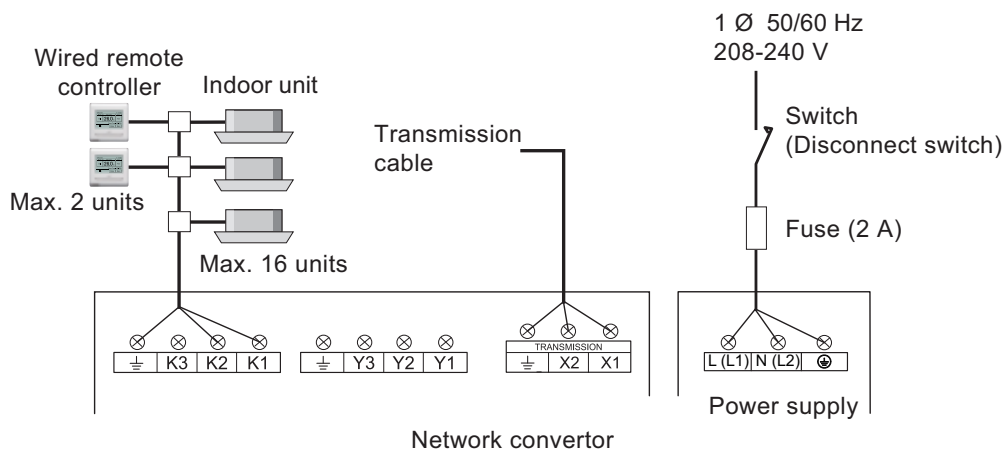 1 Ø 50/60 Hz
208-240 V
Wired remote
controller
Indoor unit
Switch
(Disconnect switch)
Transmission
cable
Max. 2 units
Fuse (2 A)
Max. 16 units
TRANSMISSION
K3 K2 K1
Y3 Y2 Y1
X2 X1
L (L1) N (L2)
Power supply
Network convertor